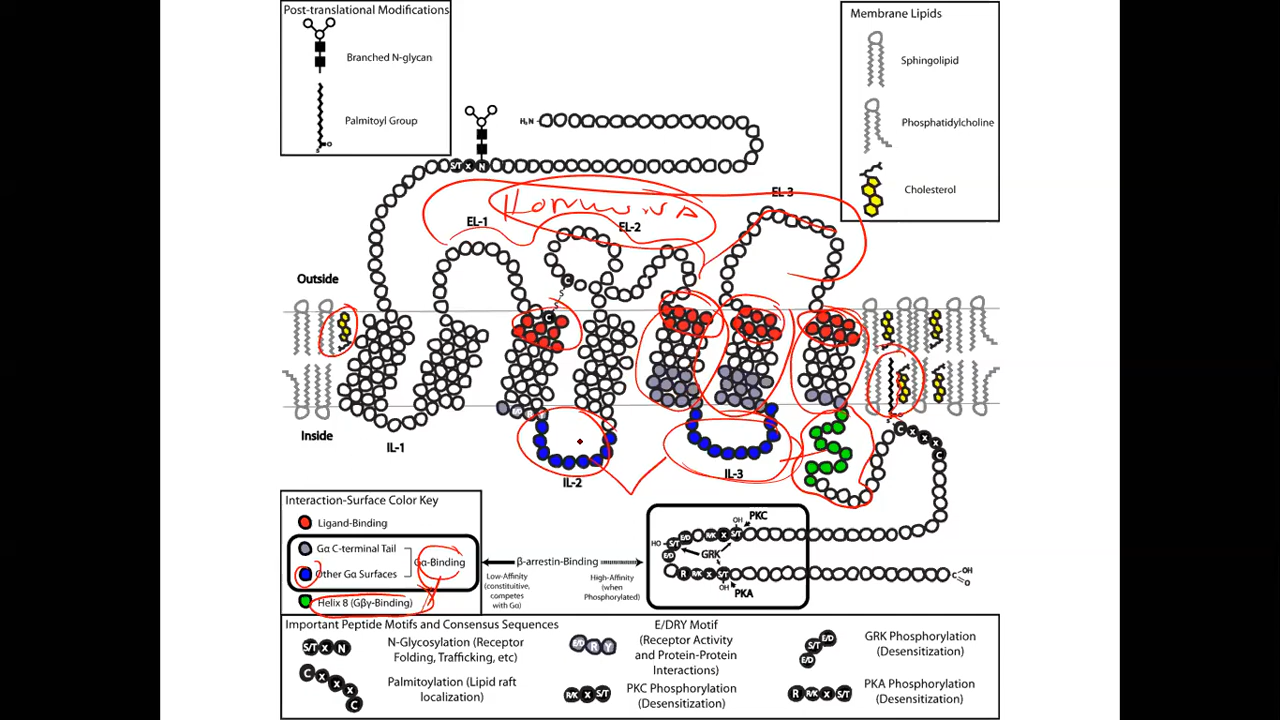 Post-translational Modifications
Branched N-glycan
Palmitoyl Group
S
O
Membrane Lipids
Sphingolipid
Phosphatidylcholine
Cholesterol
H₂N
S/T X N
EL-1
EL-2
EL-3
C
S
S
C
Outside
Inside
IL-1
IL-2
IL-3
S
O
C X X X C
Interaction-Surface Color Key
Ligand-Binding
Gα C-terminal Tail
Other Gα Surfaces
Gα-Binding
Helix 8 (Gβγ-Binding)
β-arrestin-Binding
Low-Affinity
(constitutive,
competes
with Gα)
High-Affinity
(when
Phosphorylated)
PKC
OH
HO
S/T E/D R/K X S/T
E/D
GRK
R R/K X S/T
OH
PKA
C
OH
O
Important Peptide Motifs and Consensus Sequences
S/T X N
N-Glycosylation (Receptor
Folding, Trafficking, etc)
C X X X C
Palmitoylation (Lipid raft
localization)
E/D R Y
E/DRY Motif
(Receptor Activity
and Protein-Protein
Interactions)
R/K X S/T
PKC Phosphorylation
(Desensitization)
E/D S/T E/D
GRK Phosphorylation
(Desensitization)
R R/K X S/T
PKA Phosphorylation
(Desensitization)